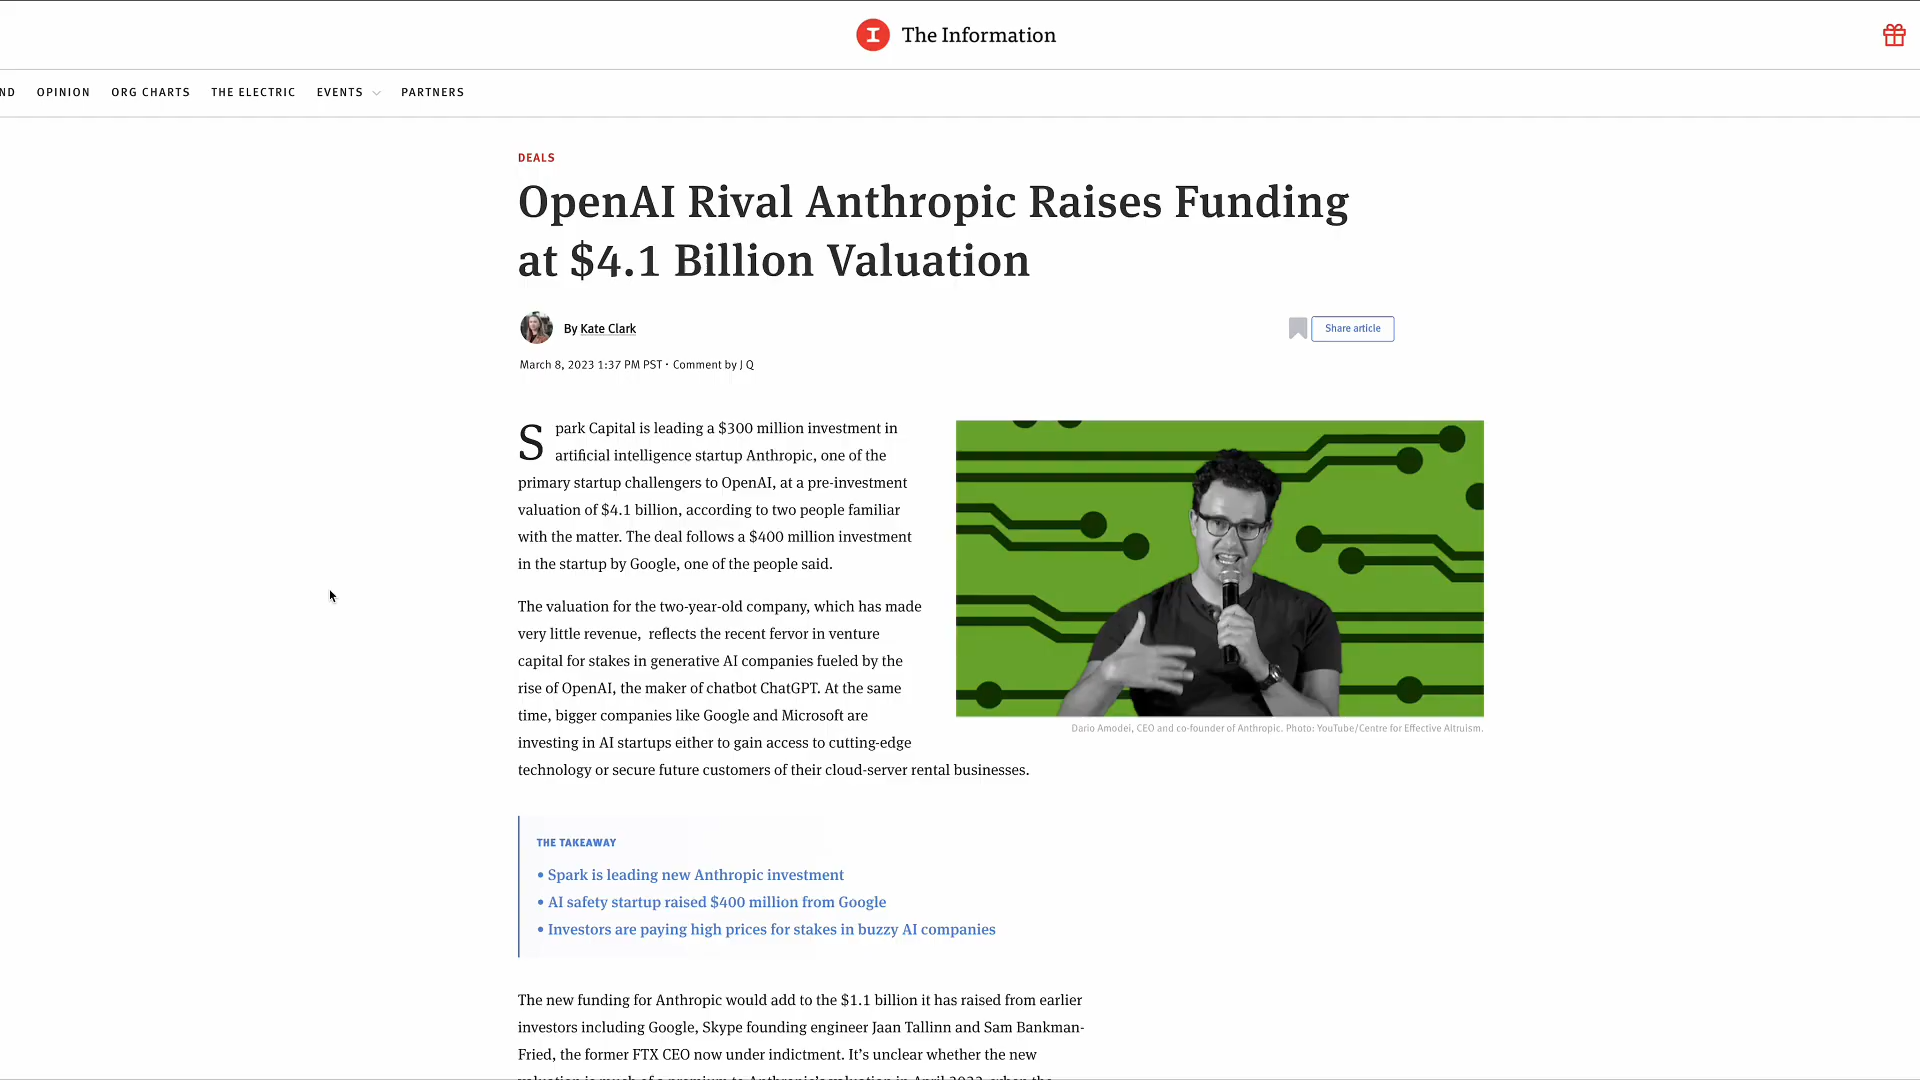 The Information
ND OPINION ORG CHARTS THE ELECTRIC EVENTS PARTNERS
DEALS
OpenAI Rival Anthropic Raises Funding
at $4.1 Billion Valuation
By Kate Clark
Share article
March 8, 2023 1:37 PM PST · Comment by J Q
Spark Capital is leading a $300 million investment in
artificial intelligence startup Anthropic, one of the
primary startup challengers to OpenAI, at a pre-investment
valuation of $4.1 billion, according to two people familiar
with the matter. The deal follows a $400 million investment
in the startup by Google, one of the people said.
The valuation for the two-year-old company, which has made
very little revenue, reflects the recent fervor in venture
capital for stakes in generative AI companies fueled by the
rise of OpenAI, the maker of chatbot ChatGPT. At the same
time, bigger companies like Google and Microsoft are
investing in AI startups either to gain access to cutting-edge
technology or secure future customers of their cloud-server rental businesses.
Dario Amodei, CEO and co-founder of Anthropic. Photo: YouTube/Centre for Effective Altruism.
THE TAKEAWAY
• Spark is leading new Anthropic investment
• AI safety startup raised $400 million from Google
• Investors are paying high prices for stakes in buzzy AI companies
The new funding for Anthropic would add to the $1.1 billion it has raised from earlier
investors including Google, Skype founding engineer Jaan Tallinn and Sam Bankman-
Fried, the former FTX CEO now under indictment. It's unclear whether the new